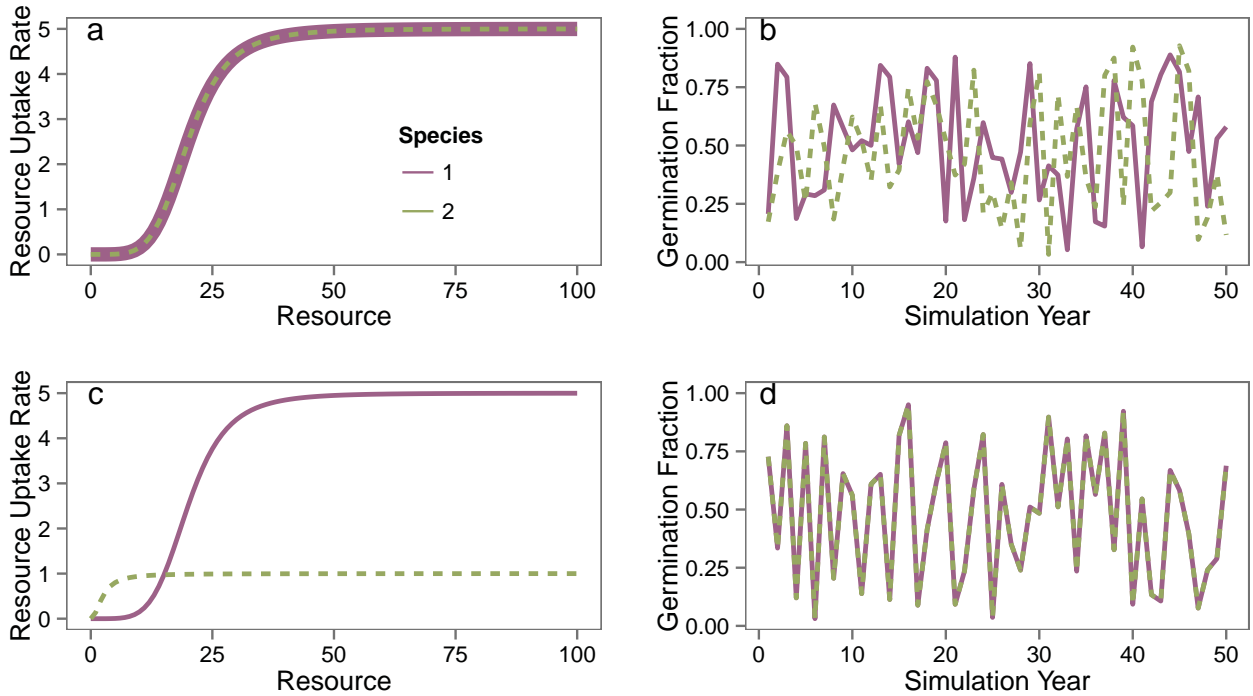 a
Resource Uptake Rate
5
4
3
2
1
0
0 25 50 75 100
Resource
Species
1
2
b
Germination Fraction
1.00
0.75
0.50
0.25
0.00
0 10 20 30 40 50
Simulation Year
c
Resource Uptake Rate
5
4
3
2
1
0
0 25 50 75 100
Resource
d
Germination Fraction
1.00
0.75
0.50
0.25
0.00
0 10 20 30 40 50
Simulation Year